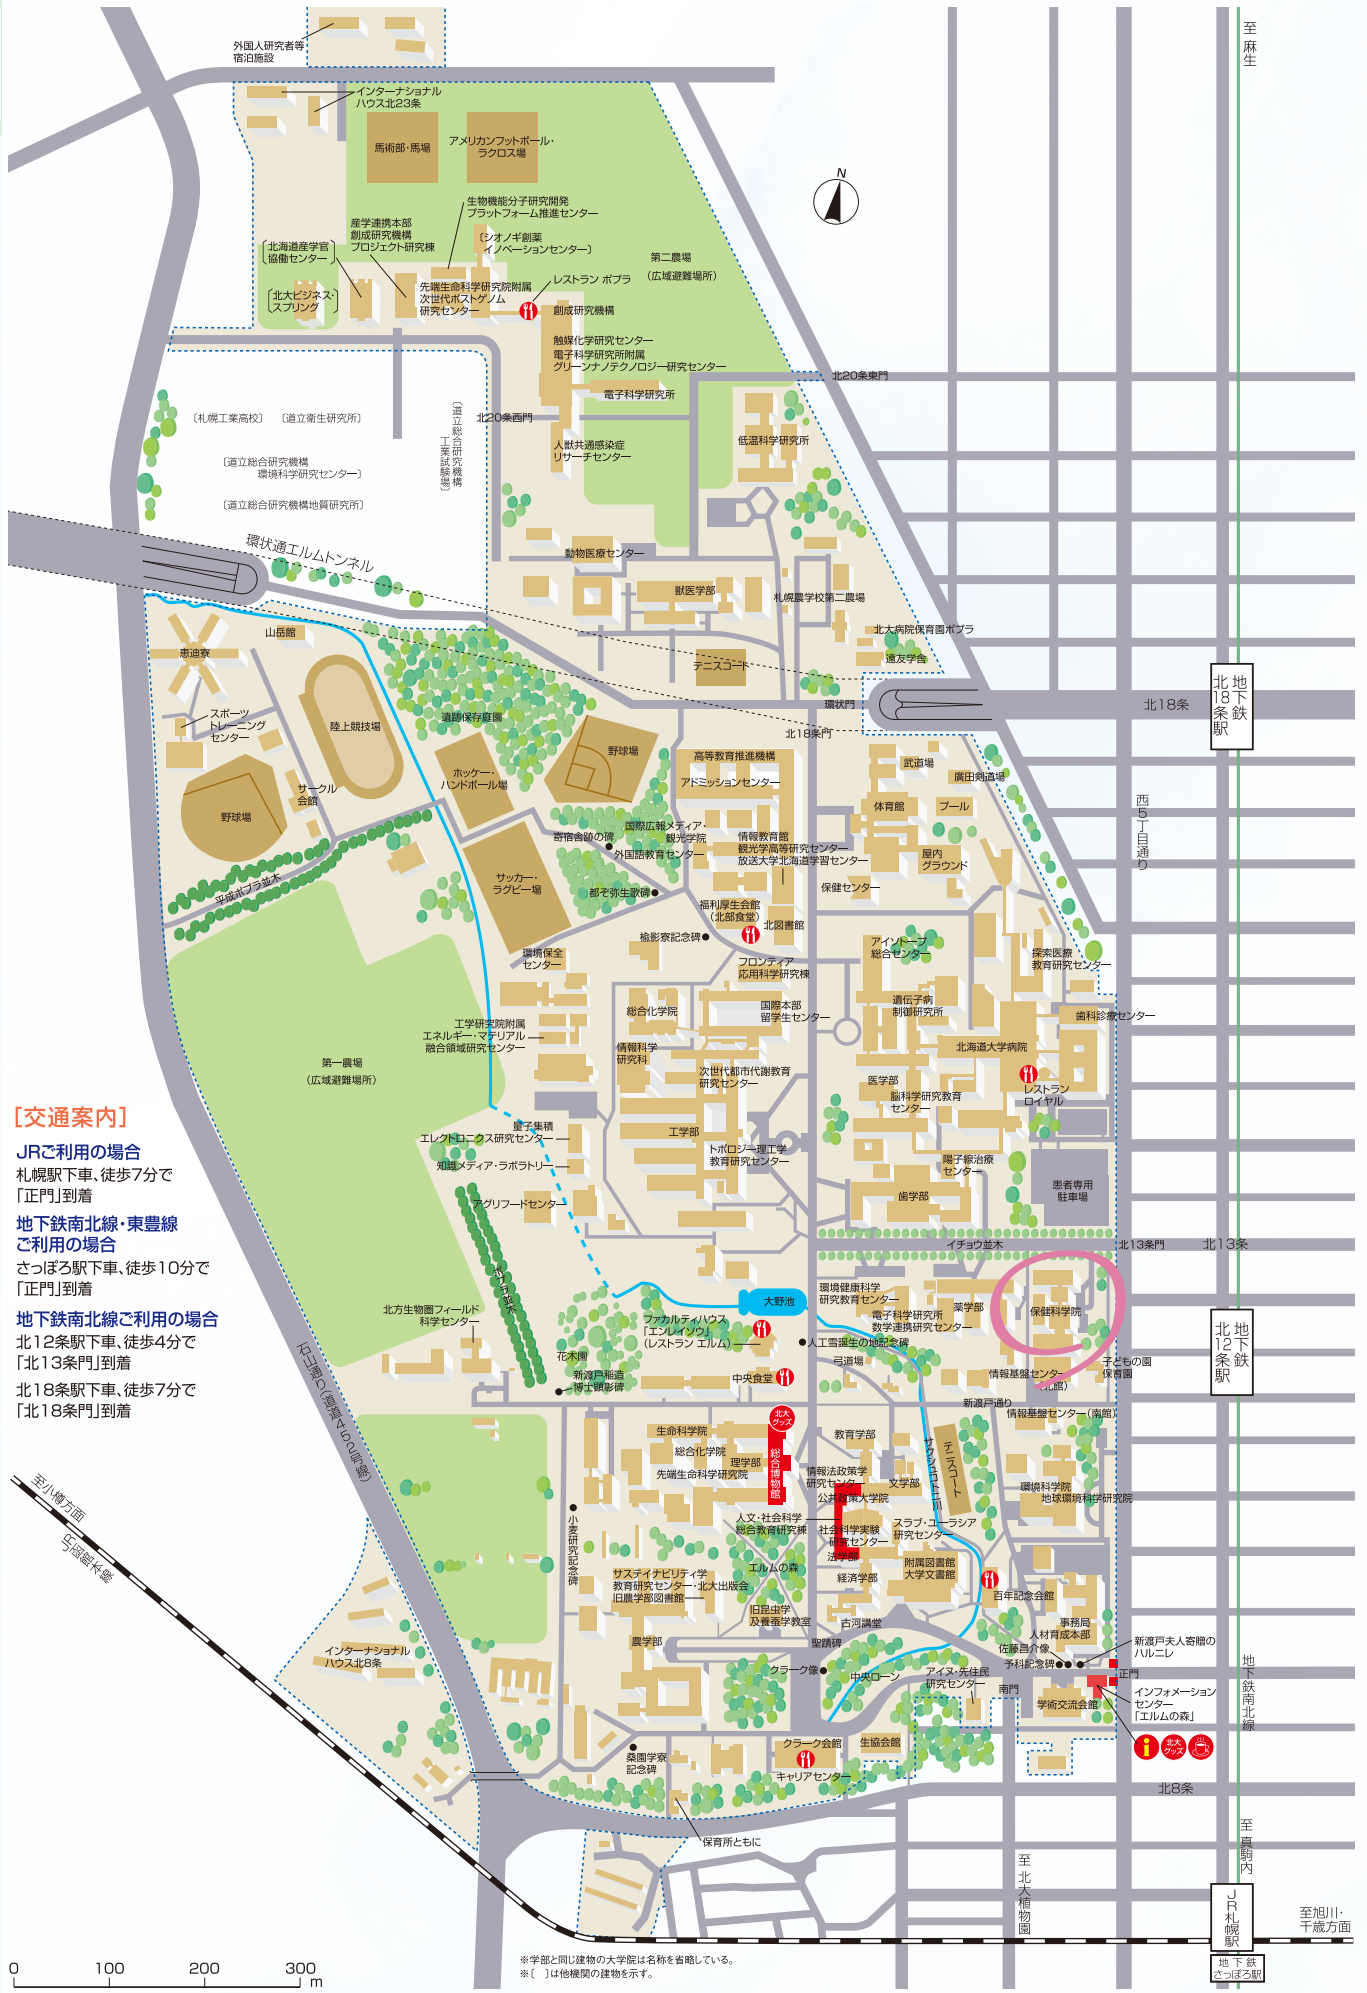 外国人研究者等
宿泊施設
至 麻生
インターナショナル
ハウス北23条
馬術部・馬場
アメリカンフットボール・
ラクロス場
N
生物機能分子研究開発
プラットフォーム推進センター
産学連携本部
創成研究機構
プロジェクト研究棟
〔シオノギ創薬
イノベーションセンター〕
〔北海道産学官
協働センター〕
第二農場
(広域避難場所)
レストラン ポプラ
〔北大ビジネス・
スプリング〕
先端生命科学研究院附属
次世代ポストゲノム
研究センター
創成研究機構
触媒化学研究センター
電子科学研究所附属
グリーンナノテクノロジー研究センター
北20条東門
電子科学研究所
〔札幌工業高校〕
〔道立衛生研究所〕
〔道立総合研究機構
工業試験場〕
北20条西門
低温科学研究所
人獣共通感染症
リサーチセンター
〔道立総合研究機構
環境科学研究センター〕
〔道立総合研究機構地質研究所〕
環状通エルムトンネル
動物医療センター
獣医学部
札幌農学校第二農場
山岳館
北大病院保育園ポプラ
恵迪寮
遠友学舎
テニスコート
地下鉄
北18条駅
スポーツ
トレーニング
センター
陸上競技場
遺跡保存庭園
環状門
北18条
北18条門
野球場
高等教育推進機構
武道場
ホッケー・
ハンドボール場
アドミッションセンター
廣田剣道場
サークル
会館
体育館
プール
西5丁目通り
野球場
国際広報メディア・
観光学院
寄宿舎跡の碑
情報教育館
観光学高等研究センター
放送大学北海道学習センター
外国語教育センター
屋内
グラウンド
平成ポプラ並木
サッカー・
ラグビー場
都ぞ弥生歌碑
保健センター
福利厚生会館
(北部食堂)
北図書館
楡影寮記念碑
アイソトープ
総合センター
環境保全
センター
フロンティア
応用科学研究棟
探索医療
教育研究センター
総合化学院
国際本部
留学生センター
遺伝子病
制御研究所
歯科診療センター
工学研究院附属
エネルギー・マテリアル
融合領域研究センター
情報科学
研究科
北海道大学病院
第一農場
(広域避難場所)
次世代都市代謝教育
研究センター
医学部
レストラン
ロイヤル
脳科学研究教育
センター
[交通案内]
JRご利用の場合
札幌駅下車、徒歩7分で
「正門」到着
地下鉄南北線・東豊線
ご利用の場合
さっぽろ駅下車、徒歩10分で
「正門」到着
地下鉄南北線ご利用の場合
北12条駅下車、徒歩4分で
「北13条門」到着
北18条駅下車、徒歩7分で
「北18条門」到着
量子集積
エレクトロニクス研究センター
工学部
トポロジー理工学
教育研究センター
知識メディア・ラボラトリー
陽子線治療
センター
患者専用
駐車場
アグリフードセンター
歯学部
イチョウ並木
北13条門
北13条
ポプラ並木
大野池
環境健康科学
研究教育センター
薬学部
保健科学院
電子科学研究所
数学連携研究センター
北方生物圏フィールド
科学センター
ファカルティハウス
「エンレイソウ」
(レストラン エルム)
人工雪誕生の地記念碑
地下鉄
北12条駅
花木園
弓道場
子どもの園
保育園
新渡戸稲造
博士顕彰碑
中央食堂
情報基盤センター
(北館)
石山通り(道道452号線)
新渡戸通り
情報基盤センター(南館)
北大
グッズ
生命科学院
教育学部
総合化学院
理学部
総合博物館
先端生命科学研究院
情報法政策学
研究センター
文学部
サクシュコトニ川
テニスコート
環境科学院
地球環境科学研究院
公共政策大学院
小麦研究記念碑
人文・社会科学
総合教育研究棟
社会科学実験
研究センター
スラブ・ユーラシア
研究センター
法学部
至小樽方面
JR函館本線
サステイナビリティ学
教育研究センター・北大出版会
旧農学部図書館
エルムの森
経済学部
附属図書館
大学文書館
百年記念会館
旧昆虫学
及養蚕学教室
古河講堂
事務局
人材育成本部
インターナショナル
ハウス北8条
農学部
聖蹟碑
佐藤昌介像
新渡戸夫人寄贈の
ハルニレ
予科記念碑
クラーク像
中央ローン
アイヌ・先住民
研究センター
正門
南門
学術交流会館
インフォメーション
センター
「エルムの森」
地下鉄南北線
桑園学寮
記念碑
クラーク会館
生協会館
北大
グッズ
キャリアセンター
北8条
保育所ともに
至 真駒内
至 北大植物園
JR札幌駅
至旭川・
千歳方面
地下鉄
さっぽろ駅
※学部と同じ建物の大学院は名称を省略している。
※〔 〕は他機関の建物を示す。
0 100 200 300
m